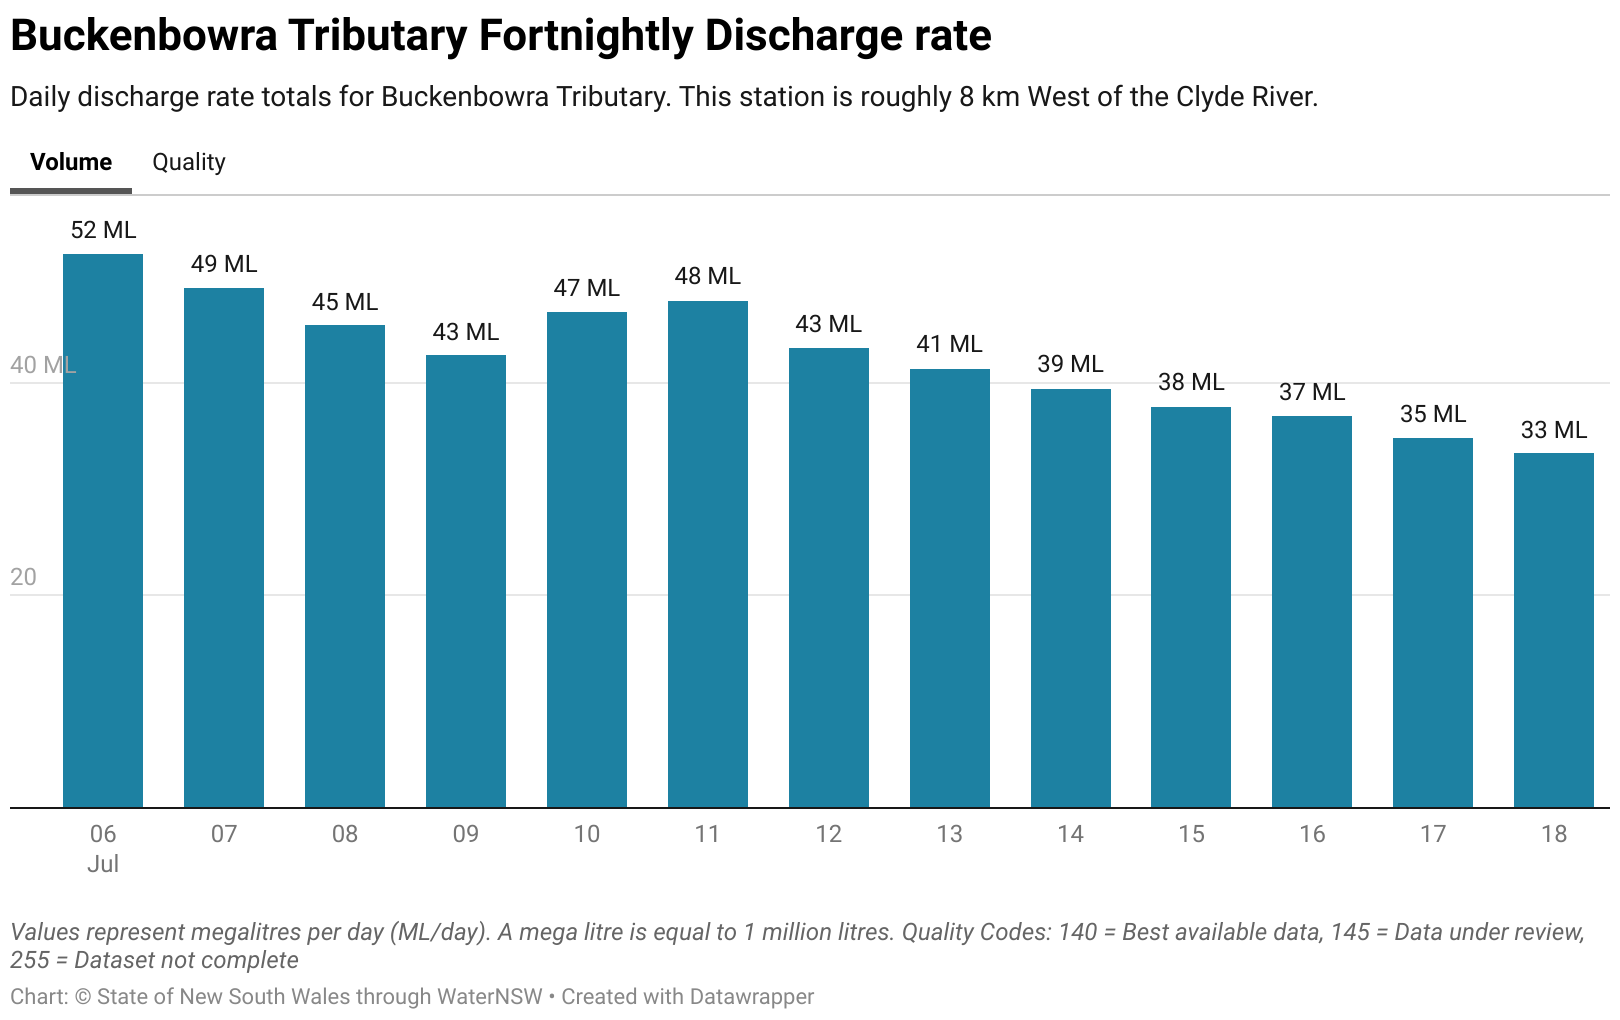 Buckenbowra Tributary Fortnightly Discharge rate
Daily discharge rate totals for Buckenbowra Tributary. This station is roughly 8 km West of the Clyde River.
Volume Quality
52 ML
49 ML
45 ML
43 ML
47 ML
48 ML
43 ML
41 ML
39 ML
38 ML
37 ML
35 ML
33 ML
40 ML
20
06 07 08 09 10 11 12 13 14 15 16 17 18
Jul
Values represent megalitres per day (ML/day). A mega litre is equal to 1 million litres. Quality Codes: 140 = Best available data, 145 = Data under review,
255 = Dataset not complete
Chart: © State of New South Wales through WaterNSW • Created with Datawrapper